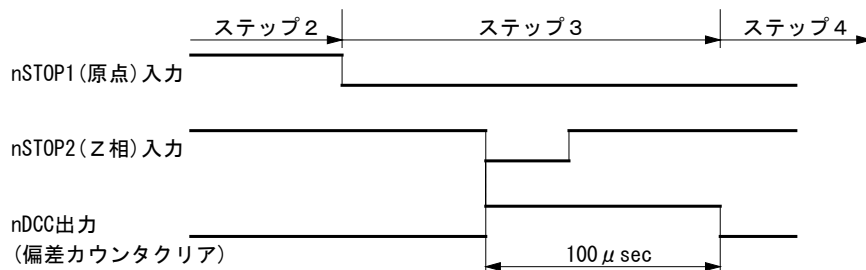 ステップ2 ステップ3 ステップ4
nSTOP1(原点)入力
nSTOP2(Z相)入力
nDCC出力
(偏差カウンタクリア)
100μsec